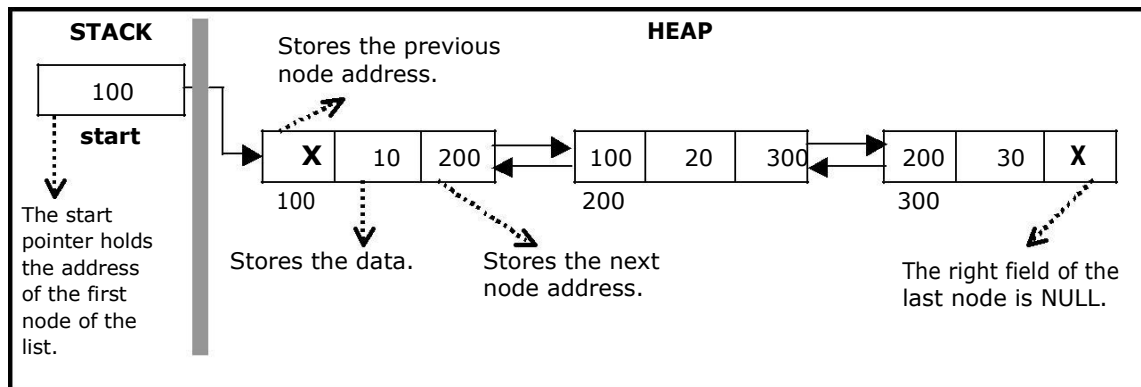 STACK
HEAP
Stores the previous
node address.
100
start
X 10 200
100 20 300
200 30 X
100
200
300
The start
pointer holds
the address
of the first
node of the
list.
Stores the data.
Stores the next
node address.
The right field of the
last node is NULL.